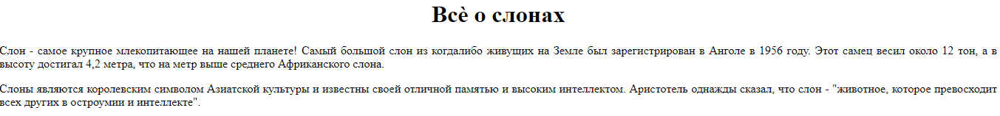 Всѐ о слонах
Слон - самое крупное млекопитающее на нашей планете! Самый большой слон из когдалибо живущих на Земле был зарегистрирован в Анголе в 1956 году. Этот самец весил около 12 тон, а в
высоту достигал 4,2 метра, что на метр выше среднего Африканского слона.
Слоны являются королевским символом Азиатской культуры и известны своей отличной памятью и высоким интеллектом. Аристотель однажды сказал, что слон - "животное, которое превосходит
всех других в остроумии и интеллекте".